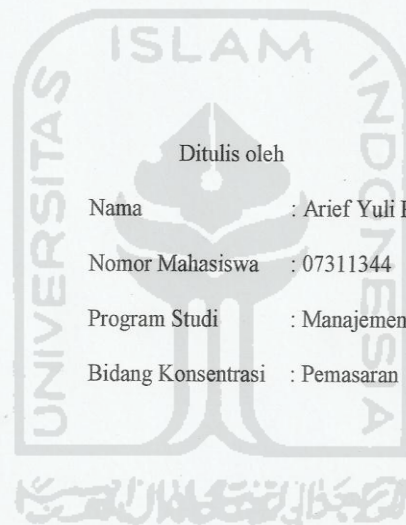 ISLAM
UNIVERSITAS
INDONESIA
Ditulis oleh
Nama : Arief Yuli
Nomor Mahasiswa : 07311344
Program Studi : Manajemen
Bidang Konsentrasi : Pemasaran